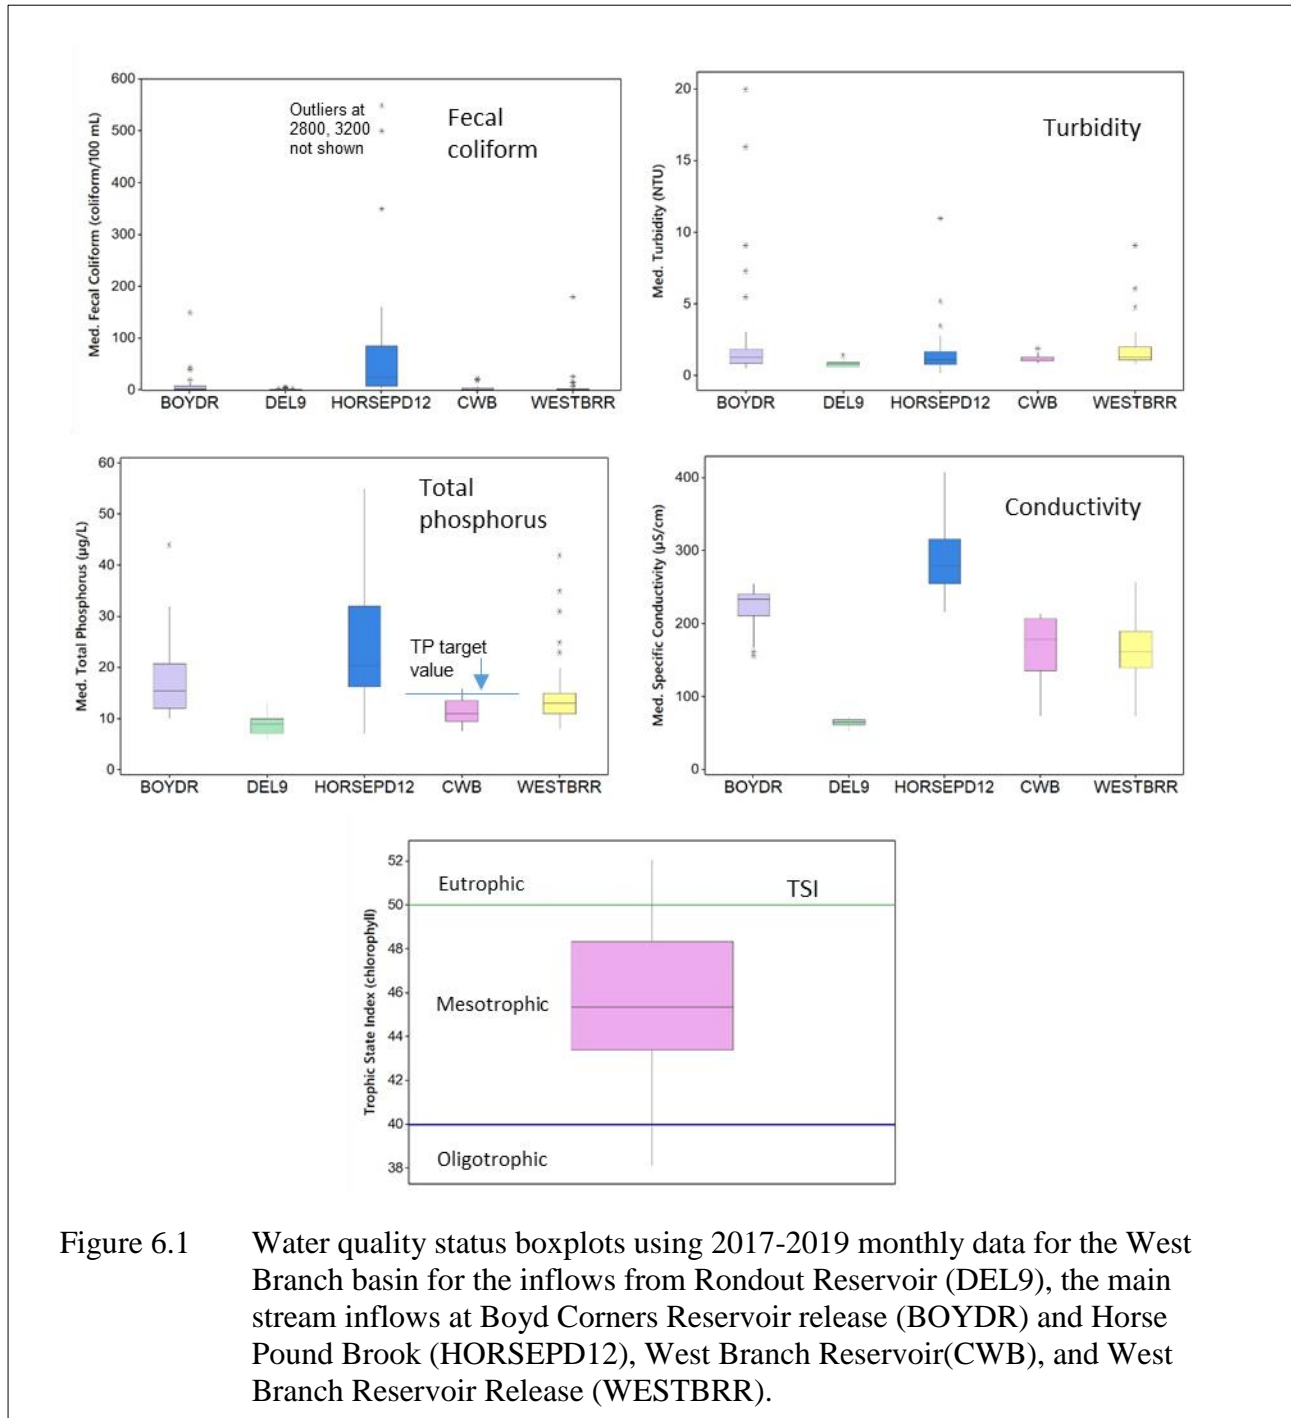 Med. Fecal Coliform (coliform/100 mL)
600
500
400
300
200
100
0
Outliers at
2800, 3200
not shown
Fecal
coliform
BOYDR DEL9 HORSEPD12 CWB WESTBRR
Med. Turbidity (NTU)
20
15
10
5
0
Turbidity
BOYDR DEL9 HORSEPD12 CWB WESTBRR
Med. Total Phosphorus (µg/L)
60
50
40
30
20
10
0
Total
phosphorus
TP target
value
BOYDR DEL9 HORSEPD12 CWB WESTBRR
Med. Specific Conductivity (µS/cm)
400
300
200
100
0
Conductivity
BOYDR DEL9 HORSEPD12 CWB WESTBRR
Trophic State Index (chlorophyll)
52
50
48
46
44
42
40
38
Eutrophic
TSI
Mesotrophic
Oligotrophic
Figure 6.1 Water quality status boxplots using 2017-2019 monthly data for the West
Branch basin for the inflows from Rondout Reservoir (DEL9), the main
stream inflows at Boyd Corners Reservoir release (BOYDR) and Horse
Pound Brook (HORSEPD12), West Branch Reservoir(CWB), and West
Branch Reservoir Release (WESTBRR).